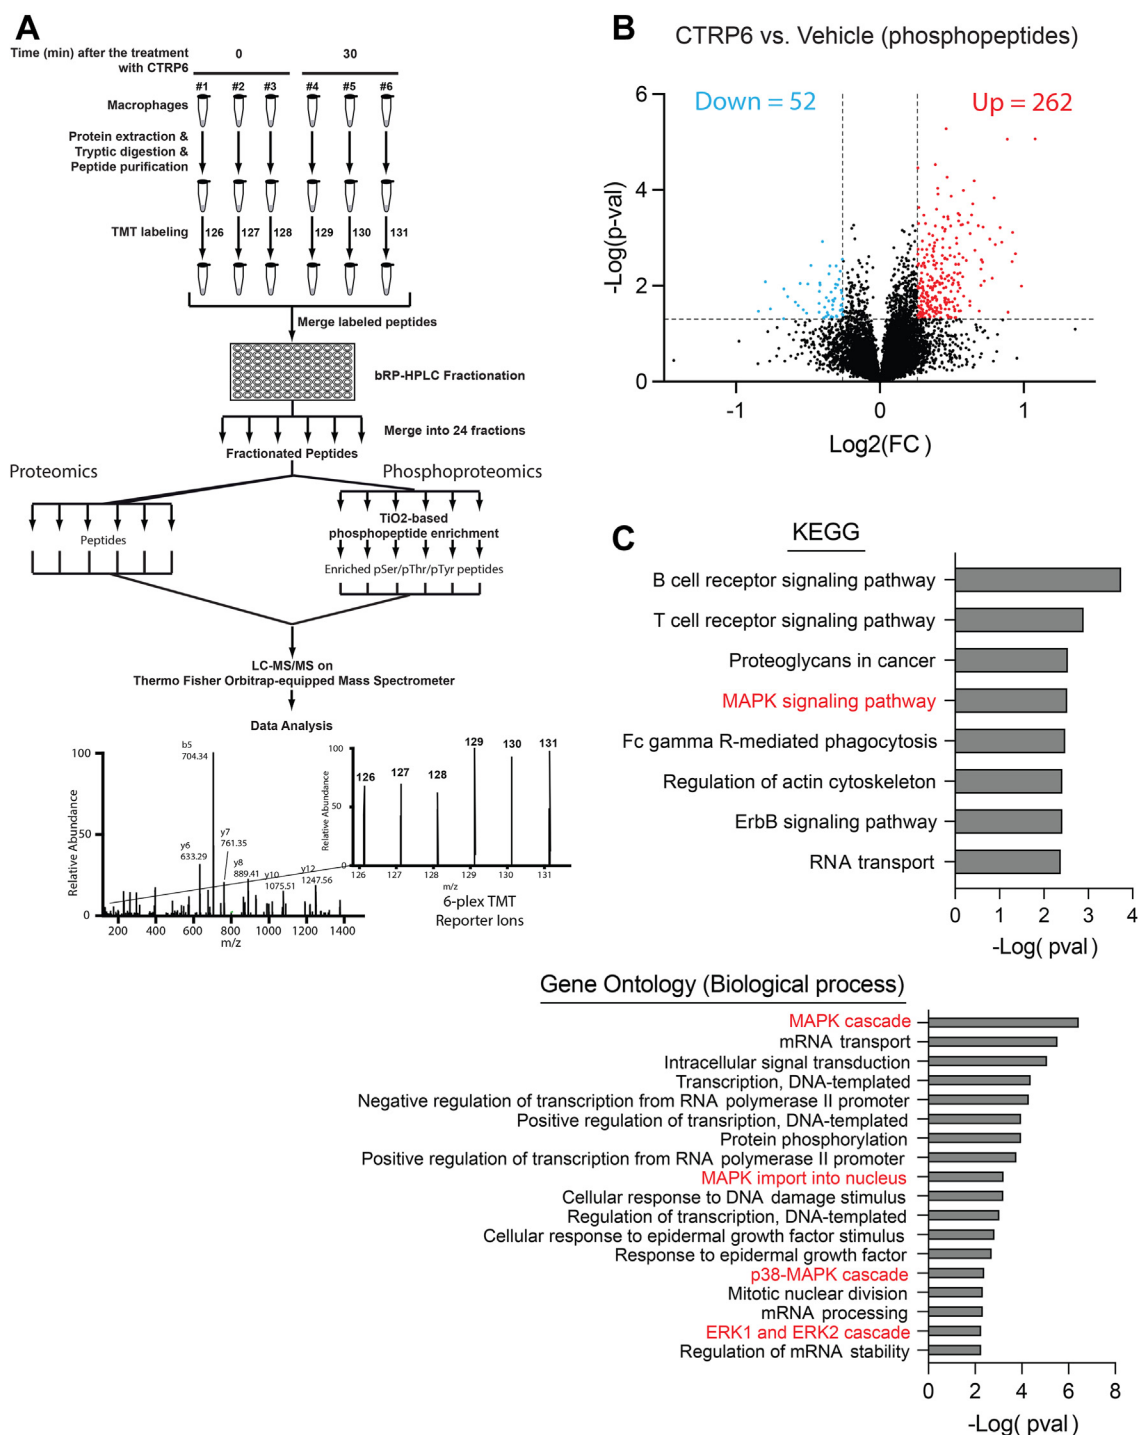 A
Time (min) after the treatment
with CTRP6
0
30
#1 #2 #3 #4 #5 #6
Macrophages
Protein extraction &
Tryptic digestion &
Peptide purification
TMT labeling
126 127 128 129 130 131
Merge labeled peptides
bRP-HPLC Fractionation
Merge into 24 fractions
Fractionated Peptides
Proteomics
Phosphoproteomics
Peptides
TiO2-based
phosphopeptide enrichment
Enriched pSer/pThr/pTyr peptides
LC-MS/MS on
Thermo Fisher Orbitrap-equipped Mass Spectrometer
Data Analysis
Relative Abundance
100
50
0
b5
704.34
y6
633.29
y7
761.35
y8
889.41
y10
1075.51
y12
1247.56
200 400 600 800 1000 1200 1400
m/z
Relative Abundance
100
50
0
126 127 128 129 130 131
126 127 128 129 130 131
m/z
6-plex TMT
Reporter Ions
B
CTRP6 vs. Vehicle (phosphopeptides)
Down = 52
Up = 262
-Log(p-val)
6
4
2
0
-1 0 1
Log2(FC)
C
KEGG
B cell receptor signaling pathway
T cell receptor signaling pathway
Proteoglycans in cancer
MAPK signaling pathway
Fc gamma R-mediated phagocytosis
Regulation of actin cytoskeleton
ErbB signaling pathway
RNA transport
0 1 2 3 4
-Log( pval)
Gene Ontology (Biological process)
MAPK cascade
mRNA transport
Intracellular signal transduction
Transcription, DNA-templated
Negative regulation of transcription from RNA polymerase II promoter
Positive regulation of transription, DNA-templated
Protein phosphorylation
Positive regulation of transcription from RNA polymerase II promoter
MAPK import into nucleus
Cellular response to DNA damage stimulus
Regulation of transcription, DNA-templated
Cellular response to epidermal growth factor stimulus
Response to epidermal growth factor
p38-MAPK cascade
Mitotic nuclear division
mRNA processing
ERK1 and ERK2 cascade
Regulation of mRNA stability
0 2 4 6 8
-Log( pval)